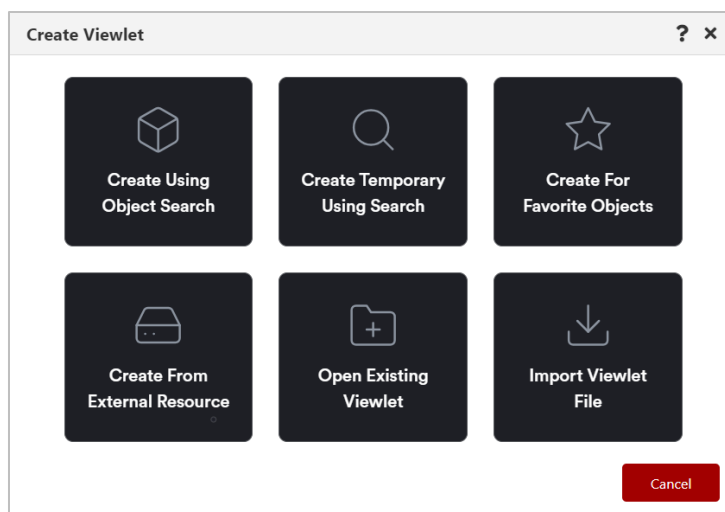 Create Viewlet
? ×
Create Using
Object Search
Create Temporary
Using Search
Create For
Favorite Objects
Create From
External Resource
Open Existing
Viewlet
Import Viewlet
File
Cancel